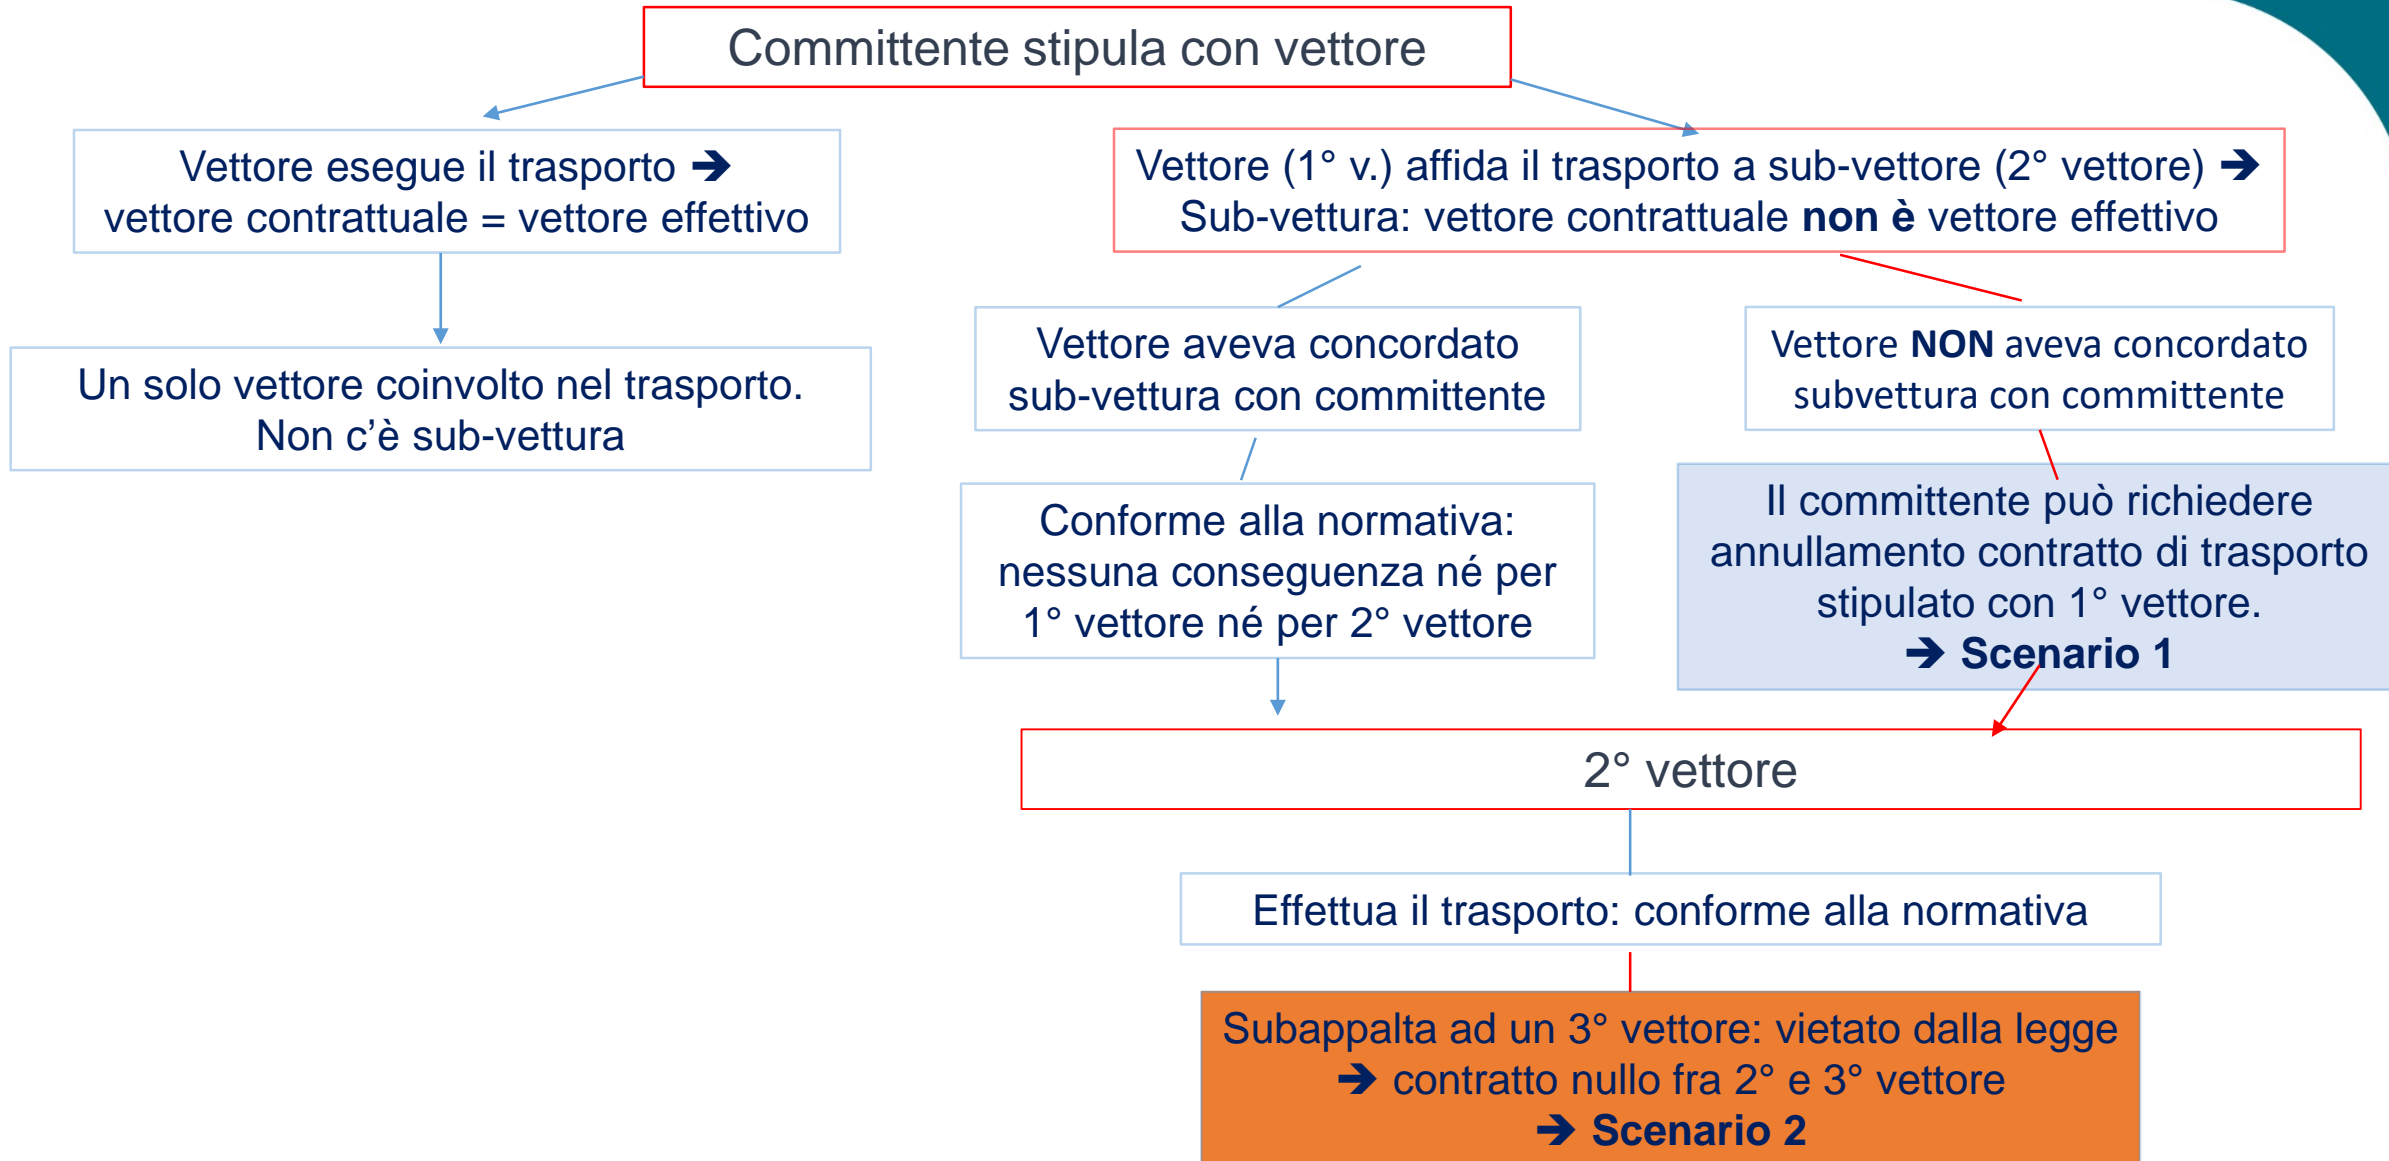 Committente stipula con vettore
Vettore esegue il trasporto ➔
vettore contrattuale = vettore effettivo
Vettore (1° v.) affida il trasporto a sub-vettore (2° vettore) ➔
Sub-vettura: vettore contrattuale non è vettore effettivo
Un solo vettore coinvolto nel trasporto.
Non c’è sub-vettura
Vettore aveva concordato
sub-vettura con committente
Vettore NON aveva concordato
subvettura con committente
Conforme alla normativa:
nessuna conseguenza né per
1° vettore né per 2° vettore
Il committente può richiedere
annullamento contratto di trasporto
stipulato con 1° vettore.
➔ Scenario 1
2° vettore
Effettua il trasporto: conforme alla normativa
Subappalta ad un 3° vettore: vietato dalla legge
➔ contratto nullo fra 2° e 3° vettore
➔ Scenario 2